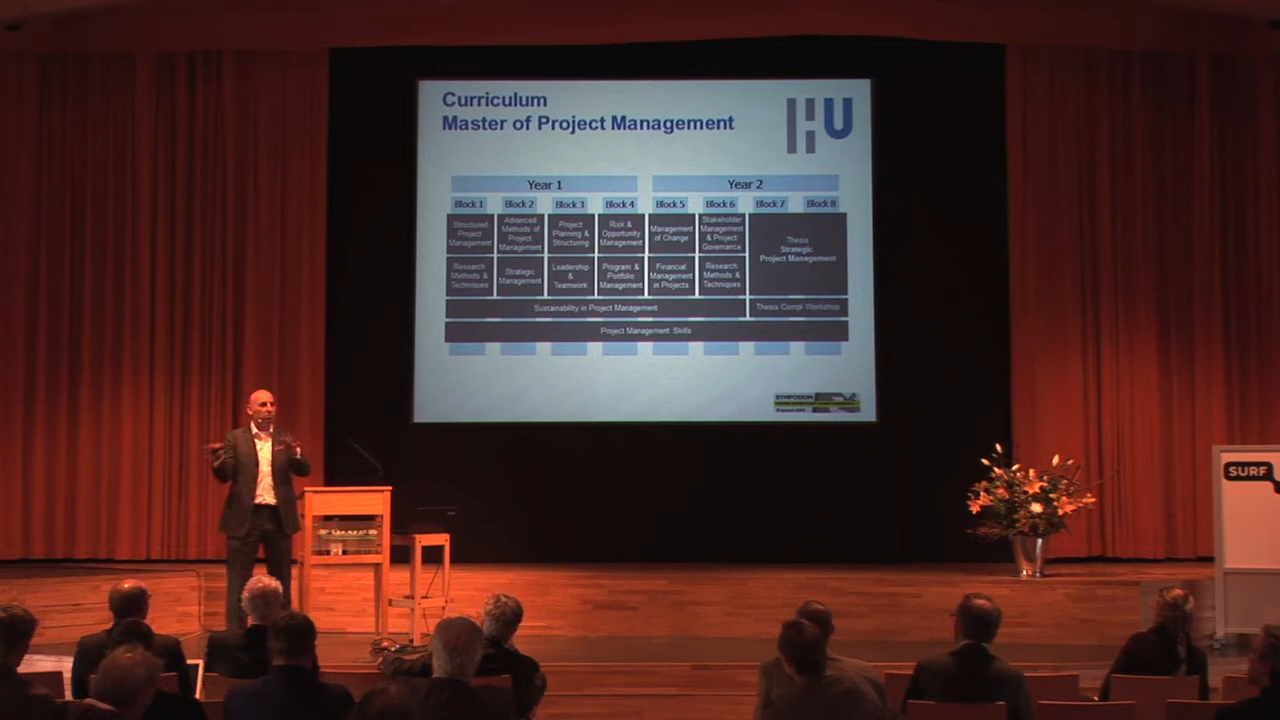 Curriculum
Master of Project Management
HU
Year 1
Year 2
Block 1
Block 2
Block 3
Block 4
Block 5
Block 6
Block 7
Block 8
Structured
Project
Management
Advanced
Methods of
Project
Management
Project
Planning &
Structuring
Risk &
Opportunity
Management
Management
of Change
Stakeholder
Management
& Project
Governance
Thesis
Strategic
Project Management
Research
Methods &
Techniques
Strategic
Management
Leadership
&
Teamwork
Program &
Portfolio
Management
Financial
Management
in Projects
Research
Methods &
Techniques
Sustainability in Project Management
Thesis Compl Workshop
Project Management Skills
SYMPOSIUM
SURF